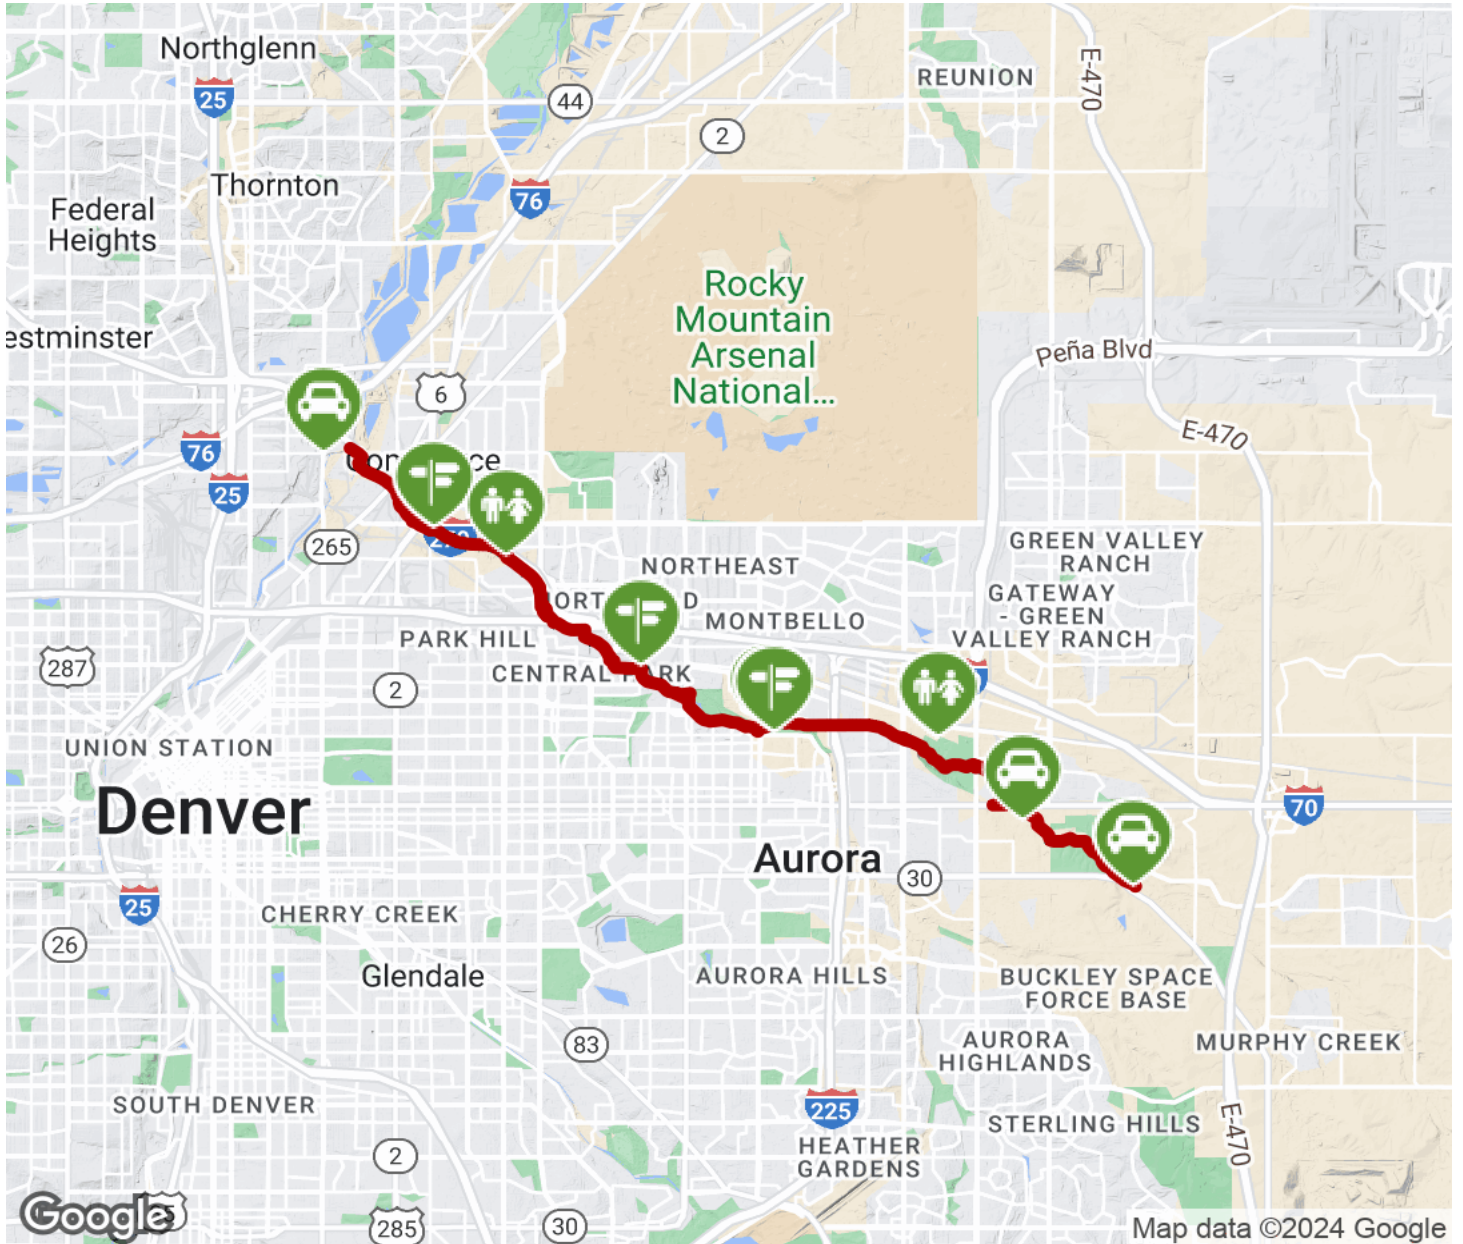 Northglenn
25
44
REUNION
E-470
2
Thornton
76
Federal
Heights
Rocky
Mountain
Arsenal
National...
estminster
Peña Blvd
6
E-470
76
25
265
GREEN VALLEY
RANCH
NORTHEAST
GATEWAY
- GREEN
VALLEY RANCH
MONTBELLO
PARK HILL
287
CENTRAL
2
UNION STATION
Denver
70
Aurora
30
25
CHERRY CREEK
26
Glendale
AURORA HILLS
BUCKLEY SPACE
FORCE BASE
83
AURORA
HIGHLANDS
MURPHY CREEK
SOUTH DENVER
225
STERLING HILLS
E-470
HEATHER
GARDENS
2
Google
285
30
Map data ©2024 Google